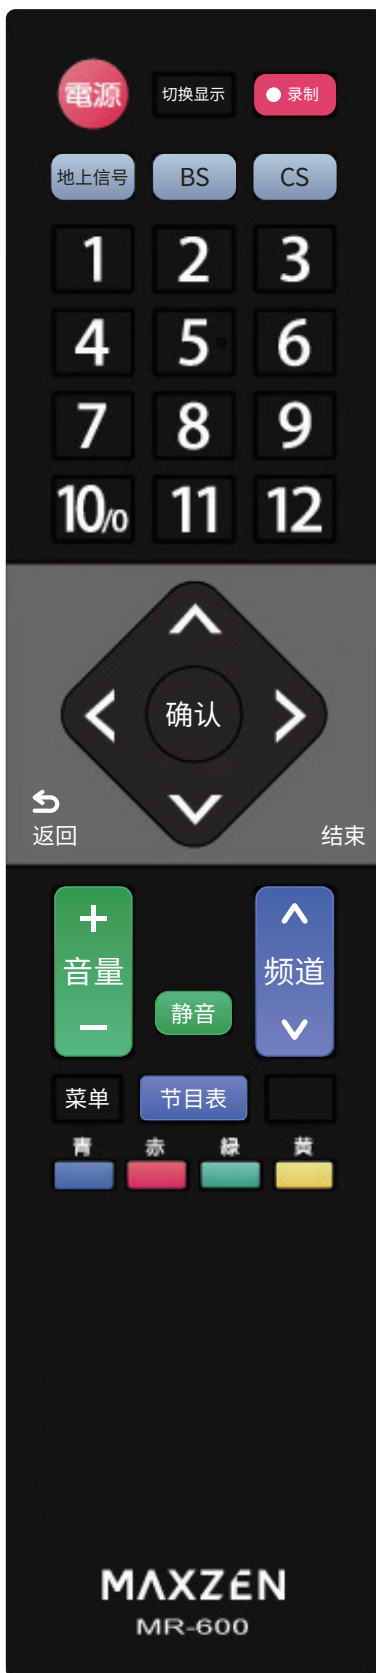 電源
切换显示
录制
地上信号
BS
CS
1
2
3
4
5
6
7
8
9
10/0
11
12
确认
返回
结束
+
音量
−
静音
频道
菜单
节目表
青
赤
緑
黄
MAXZEN
MR-600